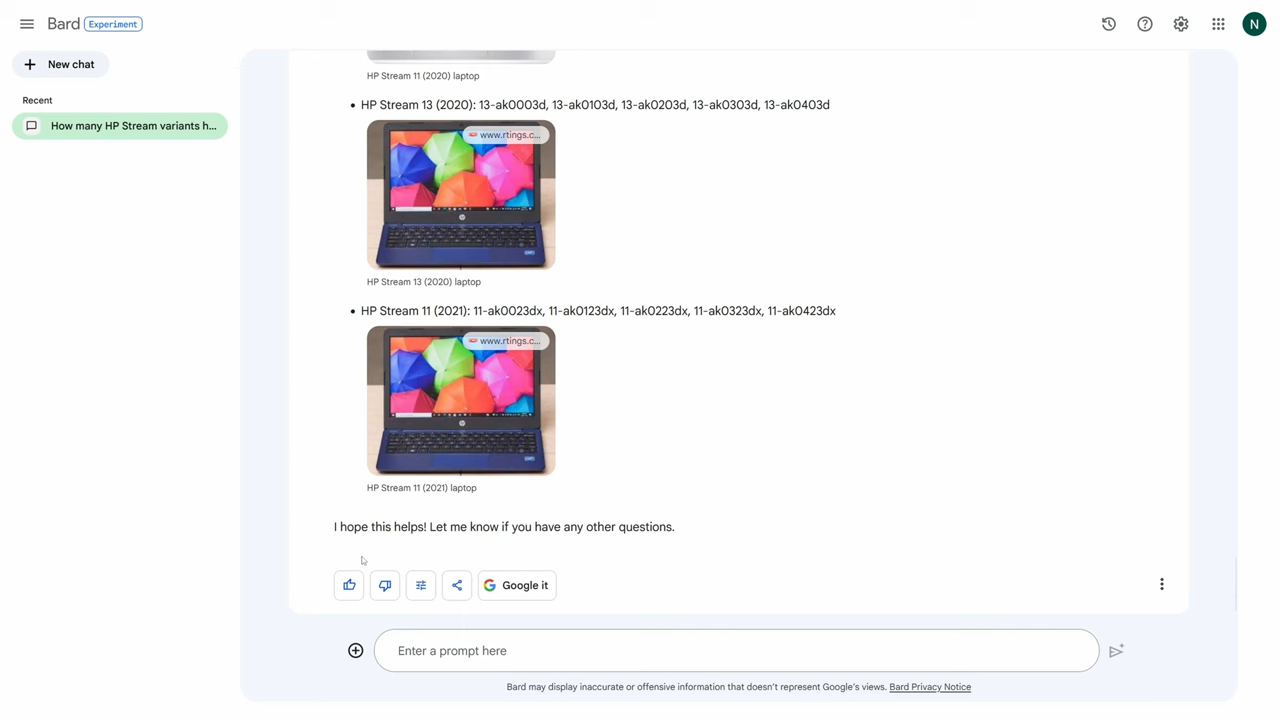 Bard Experiment
N
New chat
Recent
How many HP Stream variants h...
HP Stream 11 (2020) laptop
• HP Stream 13 (2020): 13-ak0003d, 13-ak0103d, 13-ak0203d, 13-ak0303d, 13-ak0403d
www.rtings.c...
HP Stream 13 (2020) laptop
• HP Stream 11 (2021): 11-ak0023dx, 11-ak0123dx, 11-ak0223dx, 11-ak0323dx, 11-ak0423dx
www.rtings.c...
HP Stream 11 (2021) laptop
I hope this helps! Let me know if you have any other questions.
Google it
Enter a prompt here
Bard may display inaccurate or offensive information that doesn't represent Google's views. Bard Privacy Notice